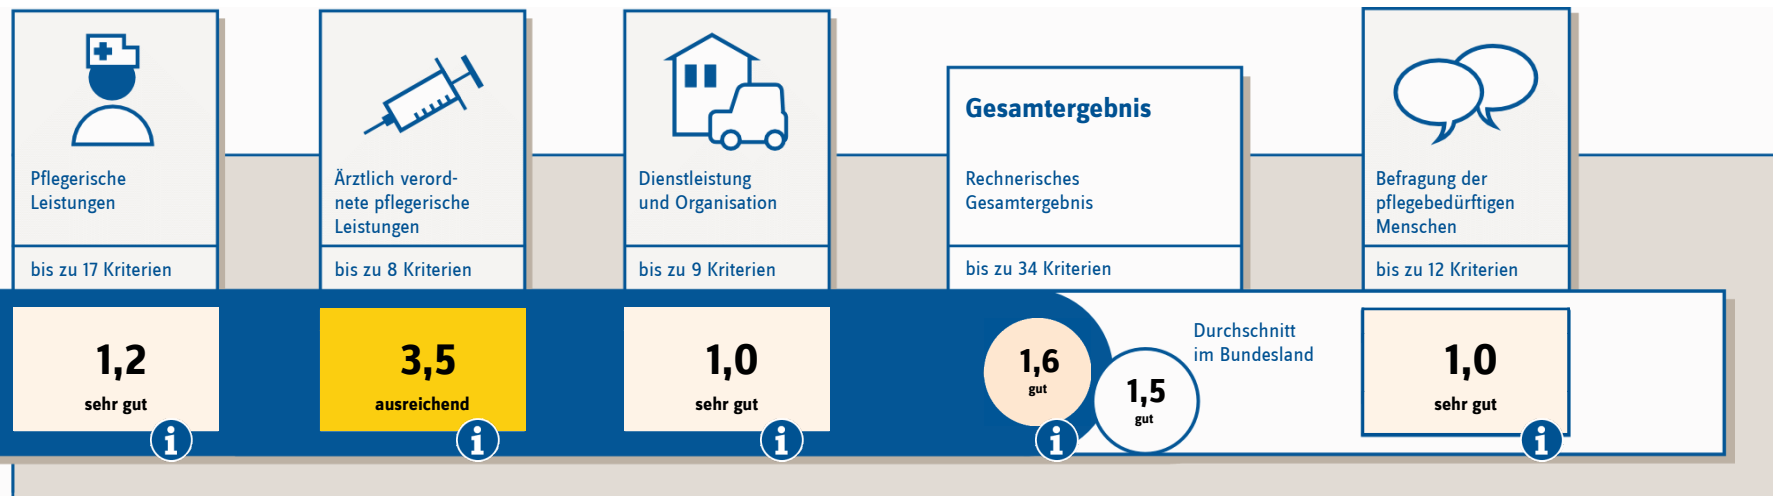 Pflegerische
Leistungen
bis zu 17 Kriterien
1,2
sehr gut
i
Ärztlich verord-
nete pflegerische
Leistungen
bis zu 8 Kriterien
3,5
ausreichend
i
Dienstleistung
und Organisation
bis zu 9 Kriterien
1,0
sehr gut
i
Gesamtergebnis
Rechnerisches
Gesamtergebnis
bis zu 34 Kriterien
1,6
gut
i
Durchschnitt
im Bundesland
1,5
gut
Befragung der
pflegebedürftigen
Menschen
bis zu 12 Kriterien
1,0
sehr gut
i